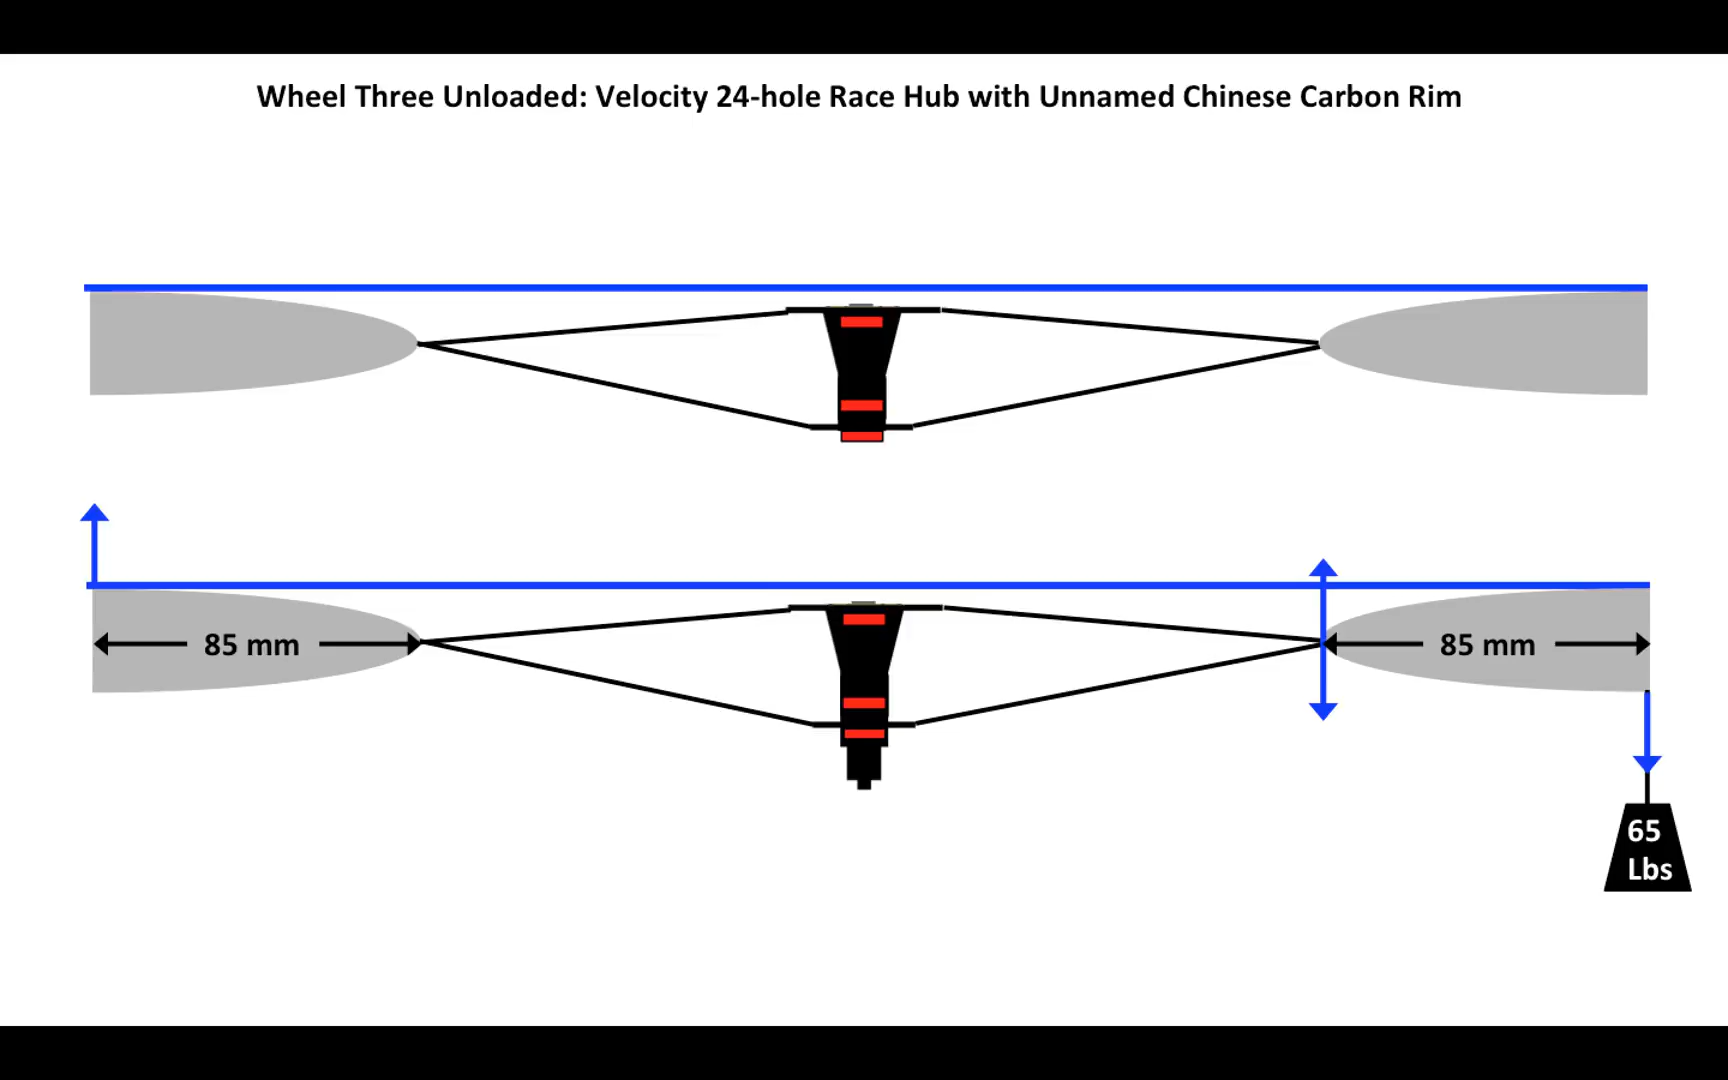 Wheel Three Unloaded: Velocity 24-hole Race Hub with Unnamed Chinese Carbon Rim
85 mm
85 mm
65
Lbs